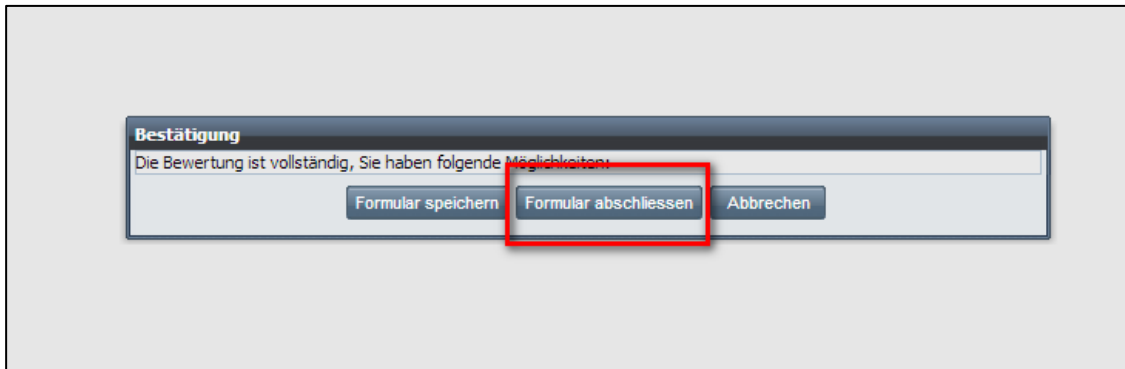 Bestätigung
Die Bewertung ist vollständig, Sie haben folgende Möglichkeiten:
Formular speichern Formular abschliessen Abbrechen